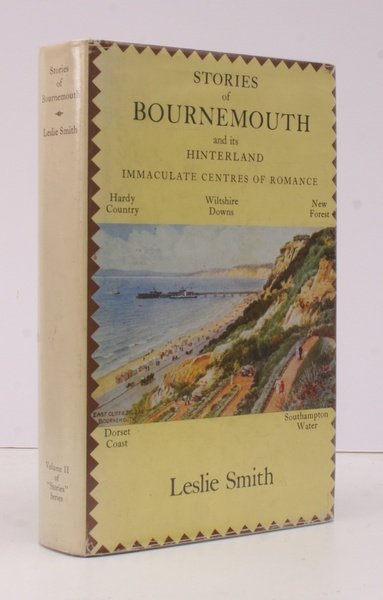 Stories
of
Bournemouth
Leslie Smith
Volume II
of
"Stories"
Series
STORIES
of
BOURNEMOUTH
and its
HINTERLAND
IMMACULATE CENTRES OF ROMANCE
Hardy
Country
Wiltshire
Downs
New
Forest
EAST CLIFF &
BOURNEMOUTH
Dorset
Coast
Southampton
Water
Leslie Smith